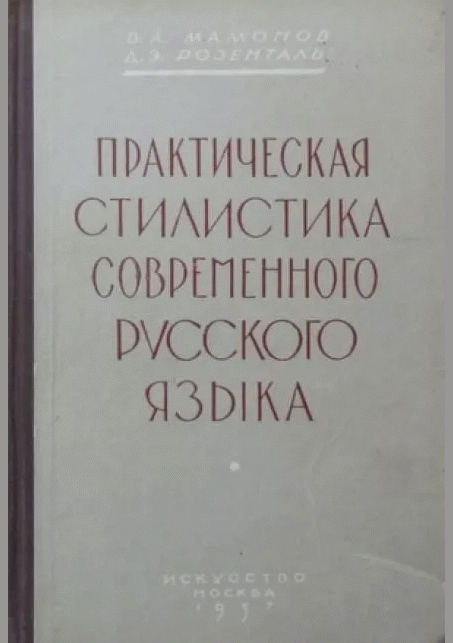 В. А. МАМОНОВ
Д. Э. РОЗЕНТАЛЬ
ПРАКТИЧЕСКАЯ
СТИЛИСТИКА
СОВРЕМЕННОГО
РУССКОГО
ЯЗЫКА
ИСКУССТВО
МОСКВА
1957